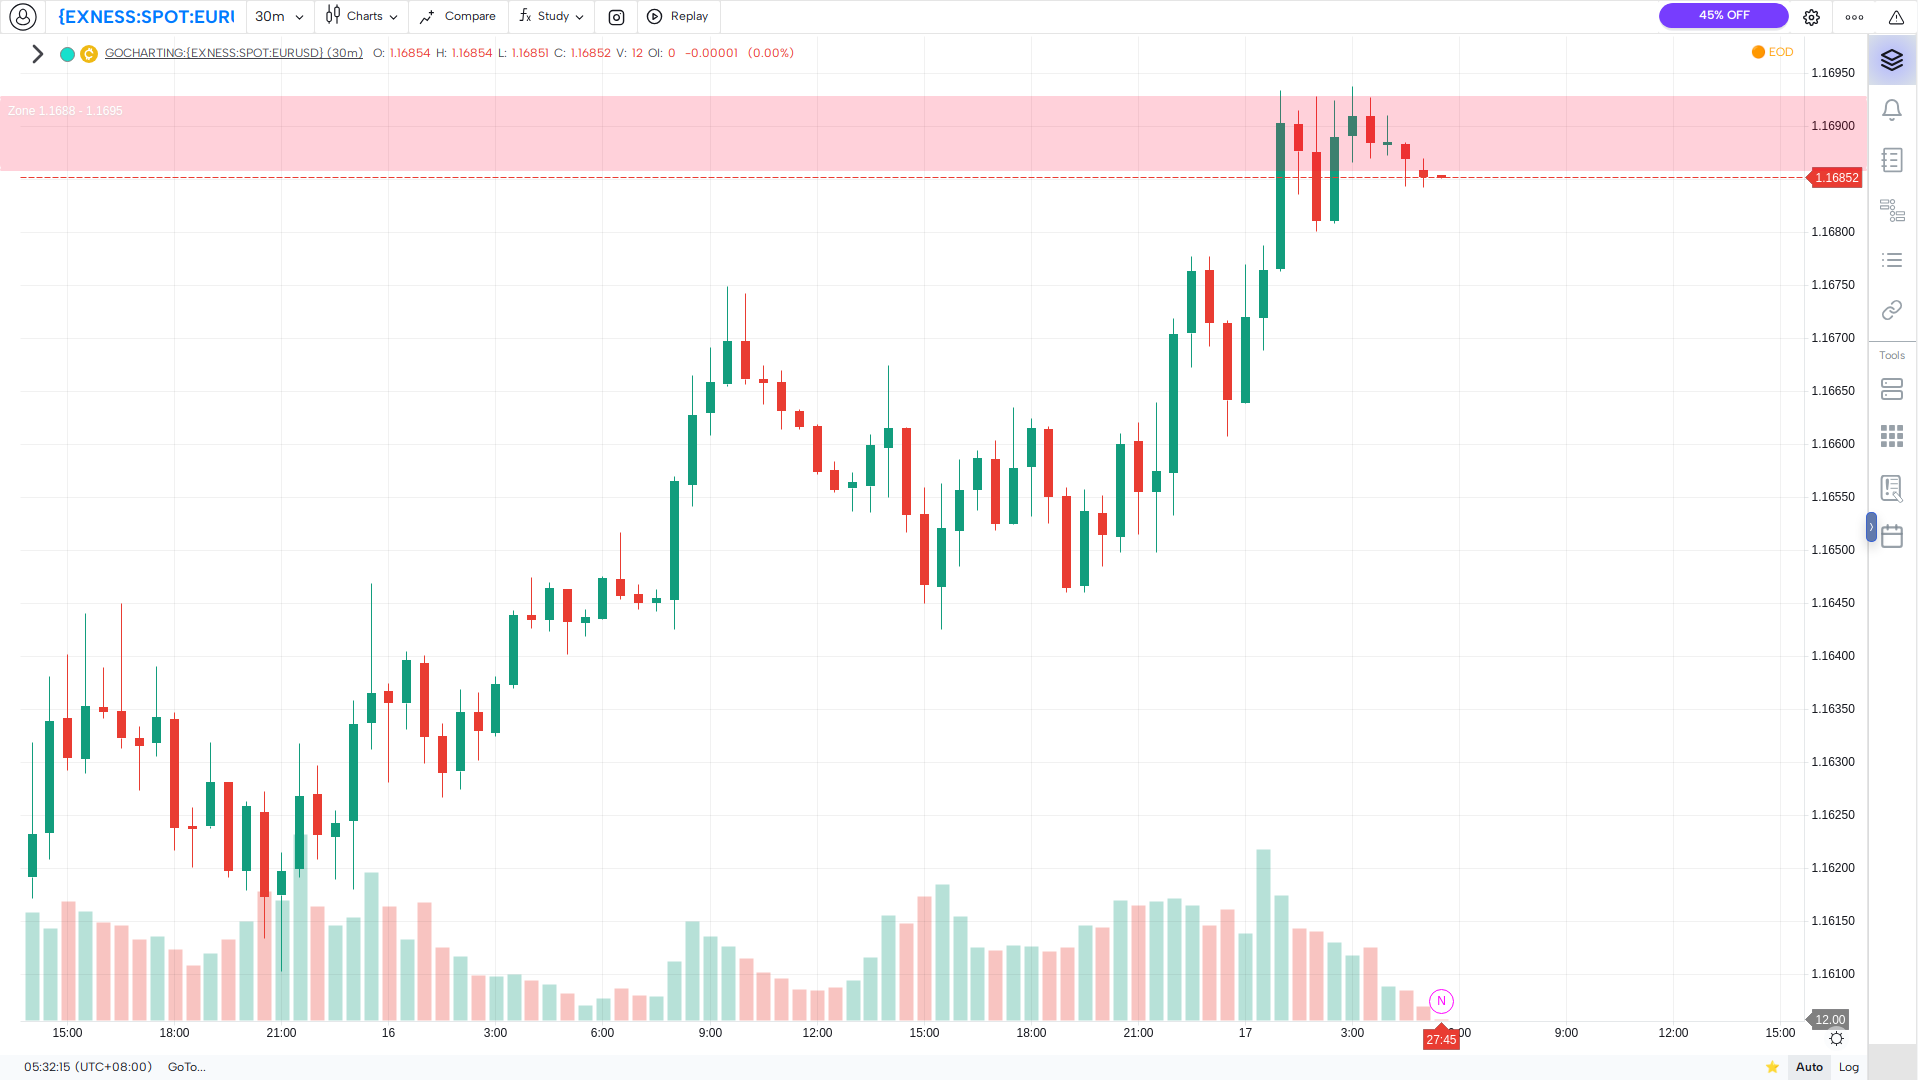 {EXNESS:SPOT:EURU 30m Charts Compare Study Replay 45% OFF
GOCHARTING:{EXNESS:SPOT:EURUSD} (30m) O: 1.16854 H: 1.16854 L: 1.16851 C: 1.16852 V: 12 OI: 0 -0.00001 (0.00%) EOD
Zone 1.1688 - 1.1695
1.16950
1.16900
1.16852
1.16800
1.16750
1.16700
1.16650
1.16600
1.16550
1.16500
1.16450
1.16400
1.16350
1.16300
1.16250
1.16200
1.16150
1.16100
12.00
Tools
N
15:00 18:00 21:00 16 3:00 6:00 9:00 12:00 15:00 18:00 21:00 17 3:00 9:00 12:00 15:00
27:45
05:32:15 (UTC+08:00) GoTo... Auto Log